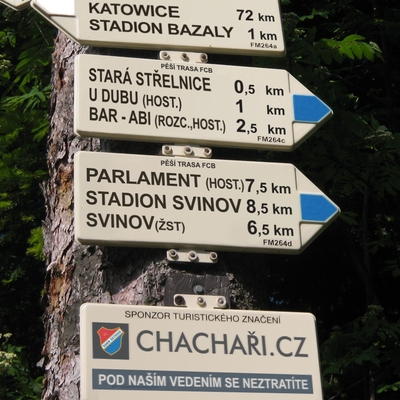 KATOWICE 72 KM
STADION BAZALY 1 KM
FM264a
PĚŠÍ TRASA FCB
STARÁ STŘELNICE 0,5 km
U DUBU (HOST.) 1 km
BAR - ABI (ROZC.,HOST.) 2,5 km
FM264c
PĚŠÍ TRASA FCB
PARLAMENT (HOST.) 7,5 km
STADION SVINOV 8,5 km
SVINOV (ŽST) 6,5 km
FM264d
SPONZOR TURISTICKÉHO ZNAČENÍ
CHACHAŘI.CZ
POD NAŠÍM VEDENÍM SE NEZTRATÍTE